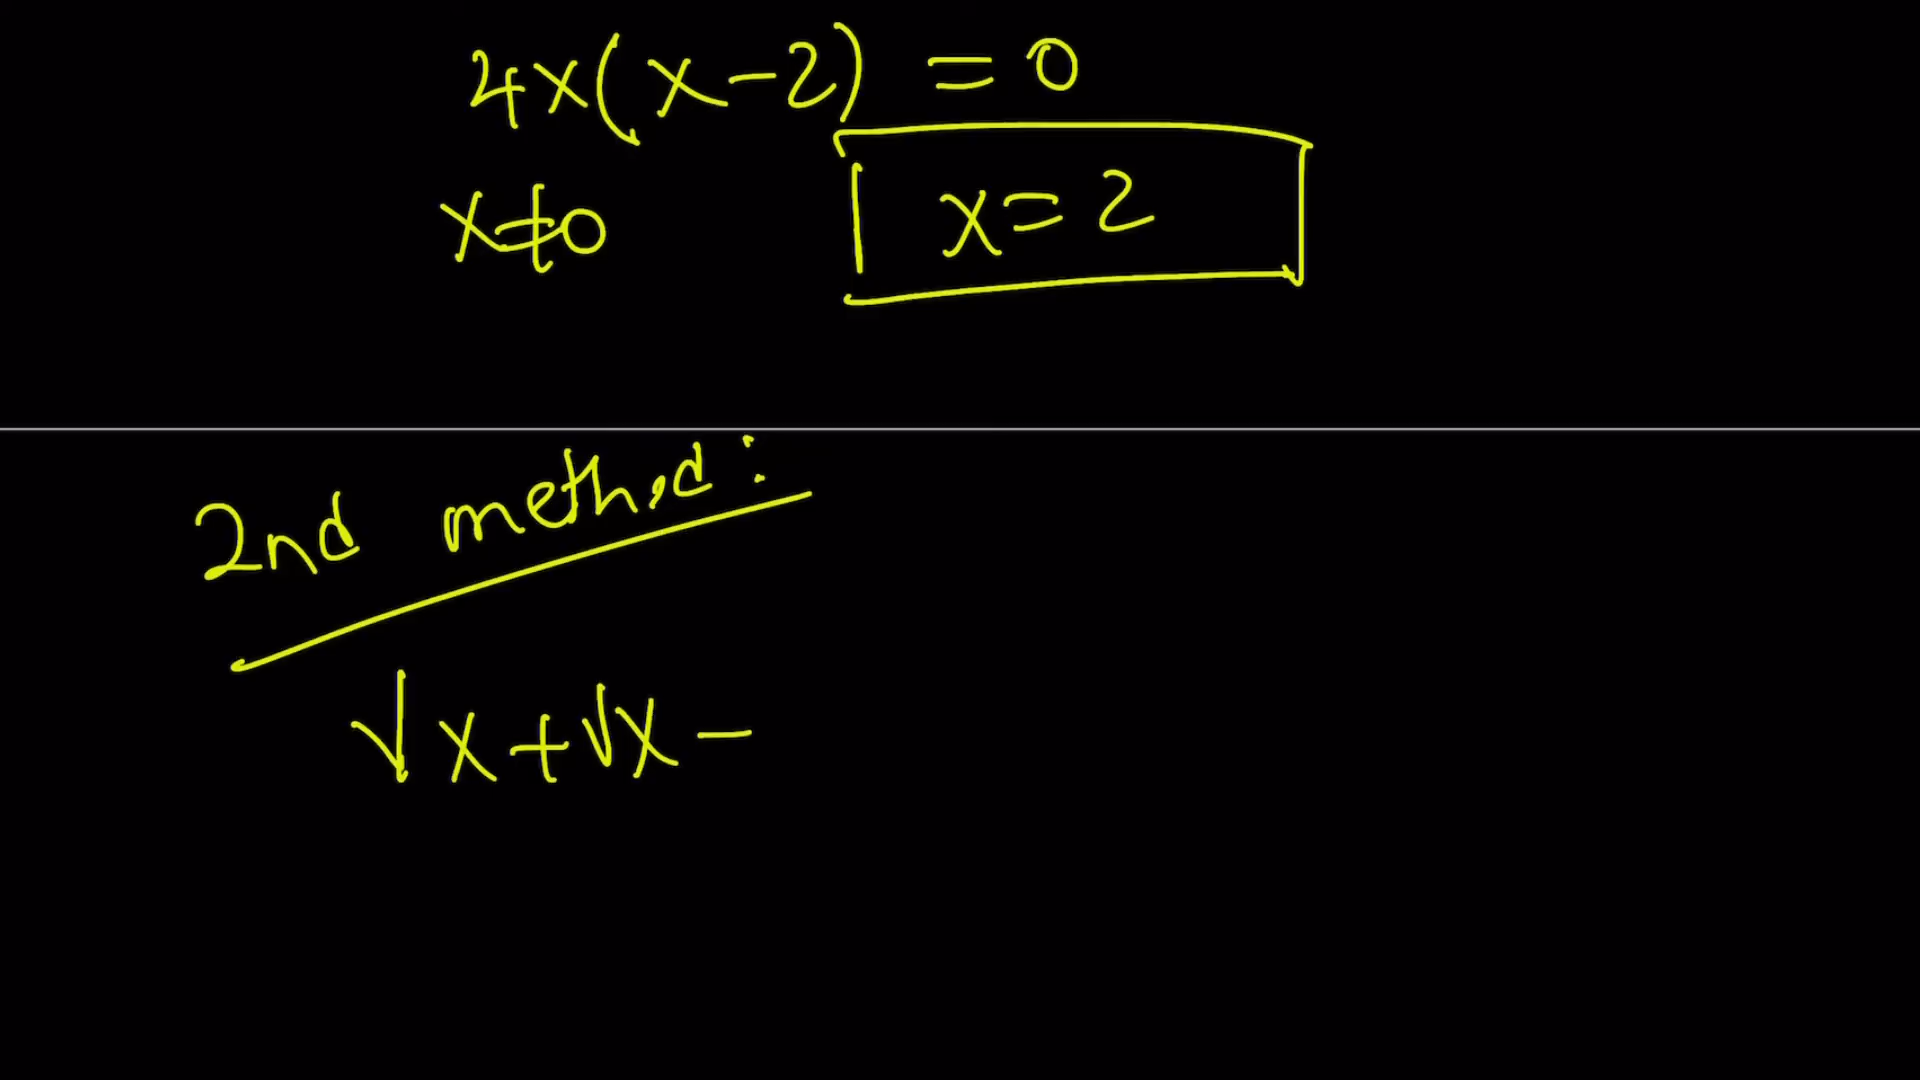 4x(x-2) = 0
x≠0 x=2
2nd method:
√x+√x-